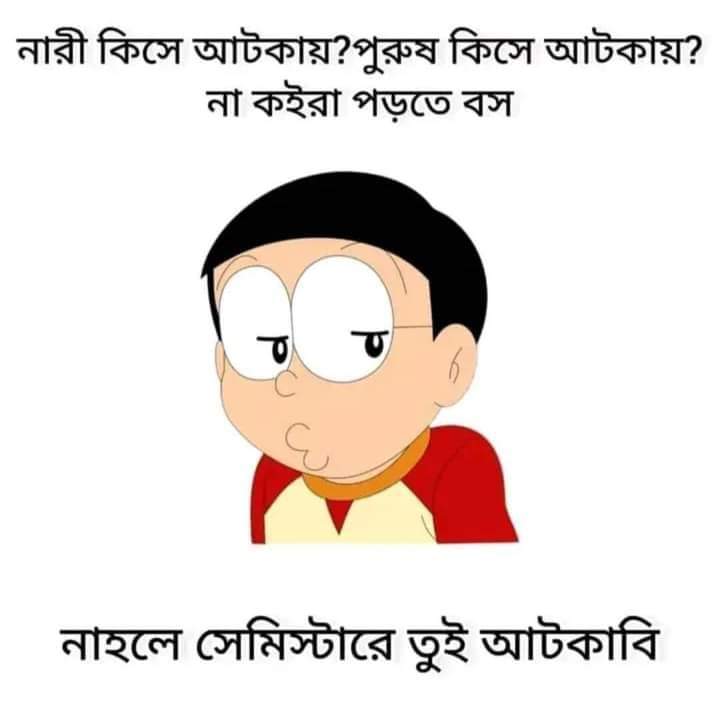 নারী কিসে আটকায়?পুরুষ কিসে আটকায়?
না কইরা পড়তে বস
নাহলে সেমিস্টারে তুই আটকাবি